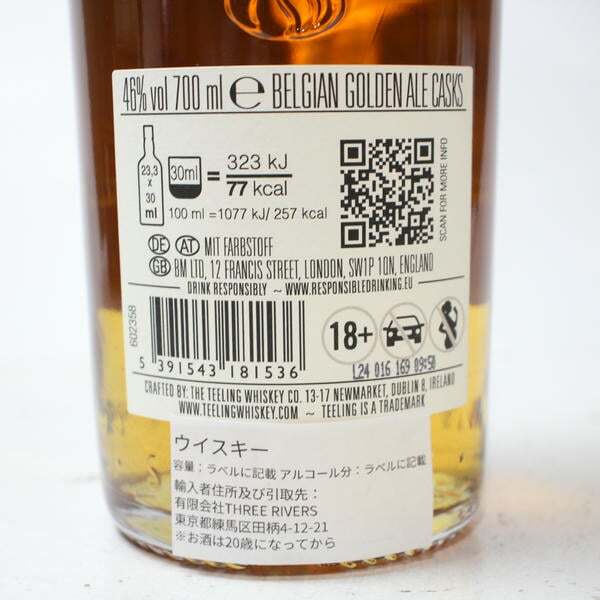 46% vol 700 ml ℮ BELGIAN GOLDEN ALE CASKS
23,3
x
30
ml
30ml
= 323 kJ
77 kcal
100 ml =1077 kJ/ 257 kcal
SCAN FOR MORE INFO
DE AT MIT FARBSTOFF
GB BM LTD, 12 FRANCIS STREET, LONDON, SW1P 1QN, ENGLAND
DRINK RESPONSIBLY ~ WWW.RESPONSIBLEDRINKING.EU
602358
5 391543 181536
18+
L24 016 169 09:50
CRAFTED BY: THE TEELING WHISKEY CO. 13-17 NEWMARKET, DUBLIN 8, IRELAND
WWW.TEELINGWHISKEY.COM ~ TEELING IS A TRADEMARK
ウイスキー
容量：ラベルに記載 アルコール分：ラベルに記載
輸入者住所及び引取先：
有限会社THREE RIVERS
東京都練馬区田柄4-12-21
※お酒は20歳になってから